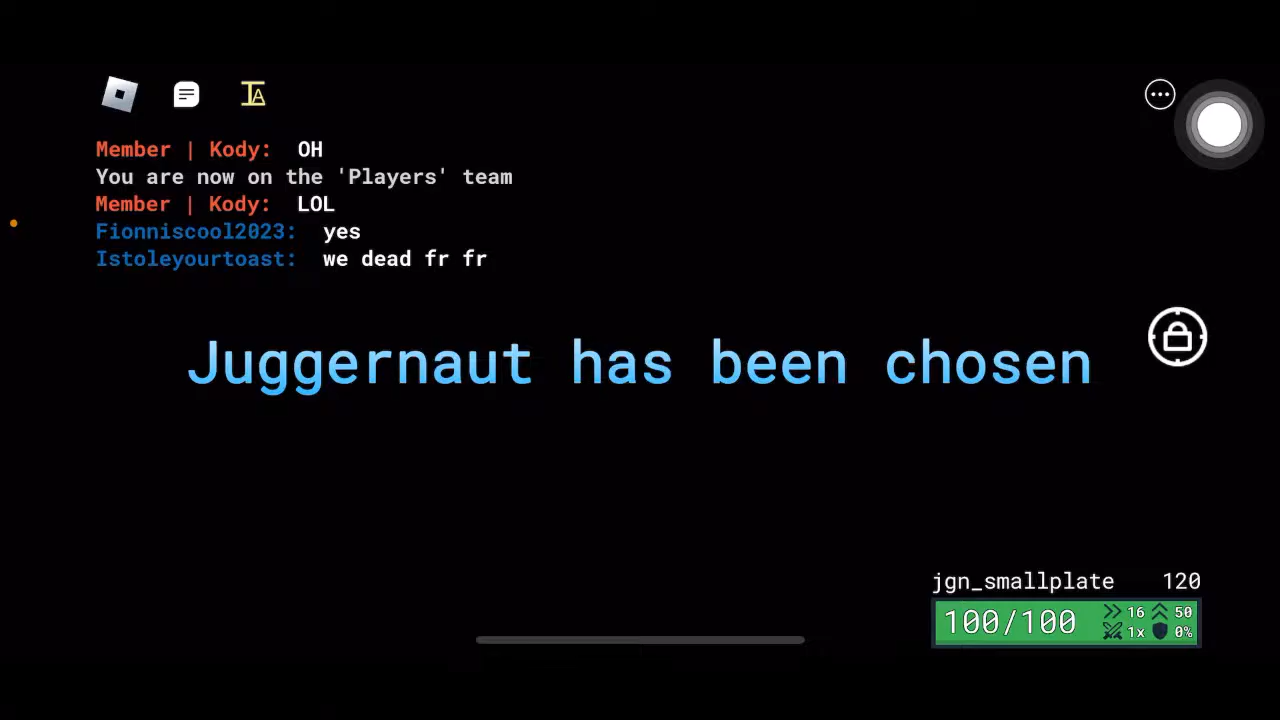 Member | Kody: OH
You are now on the 'Players' team
Member | Kody: LOL
Fionniscool2023: yes
Istoleyourtoast: we dead fr fr
Juggernaut has been chosen
jgn_smallplate 120
100/100 16 50
1x 0%